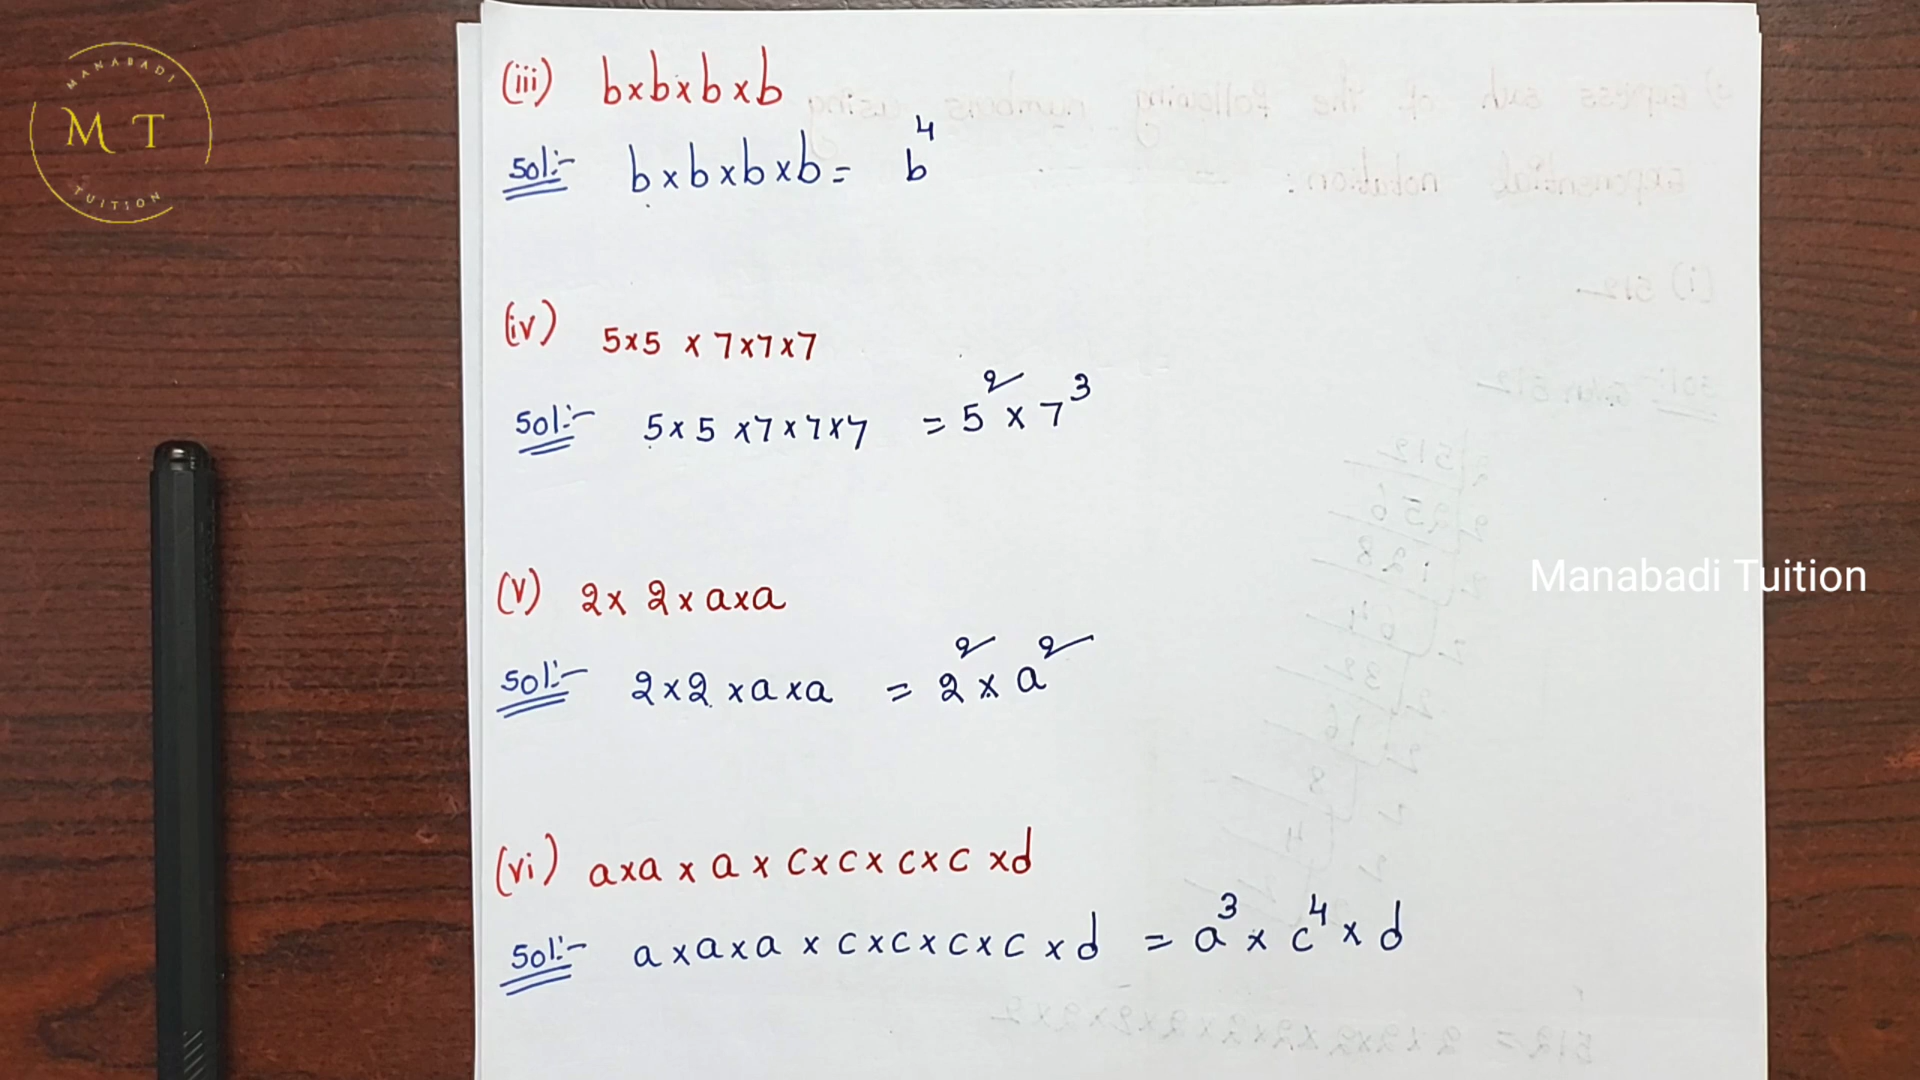 MANABADI
M T
TUITION
(iii) b×b×b×b
Sol:- b×b×b×b = b⁴
(iv) 5×5 × 7×7×7
Sol:- 5×5 ×7×7×7 = 5² × 7³
(v) 2× 2×a×a
Sol:- 2×2 ×a×a = 2² × a²
Manabadi Tuition
(vi) a×a × a × c×c× c×c ×d
Sol:- a×a×a × c×c×c×c ×d = a³ × c⁴ × d